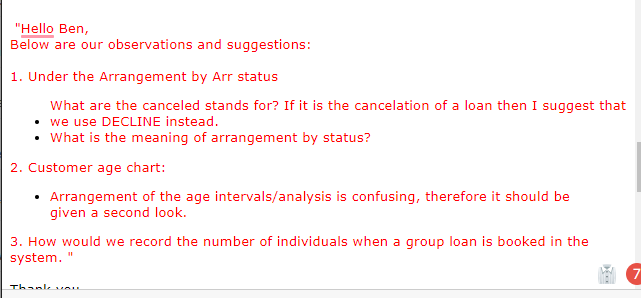 "Hello Ben,
Below are our observations and suggestions:
1. Under the Arrangement by Arr status
What are the canceled stands for? If it is the cancelation of a loan then I suggest that
• we use DECLINE instead.
• What is the meaning of arrangement by status?
2. Customer age chart:
• Arrangement of the age intervals/analysis is confusing, therefore it should be
given a second look.
3. How would we record the number of individuals when a group loan is booked in the
system. "
7
Thank you